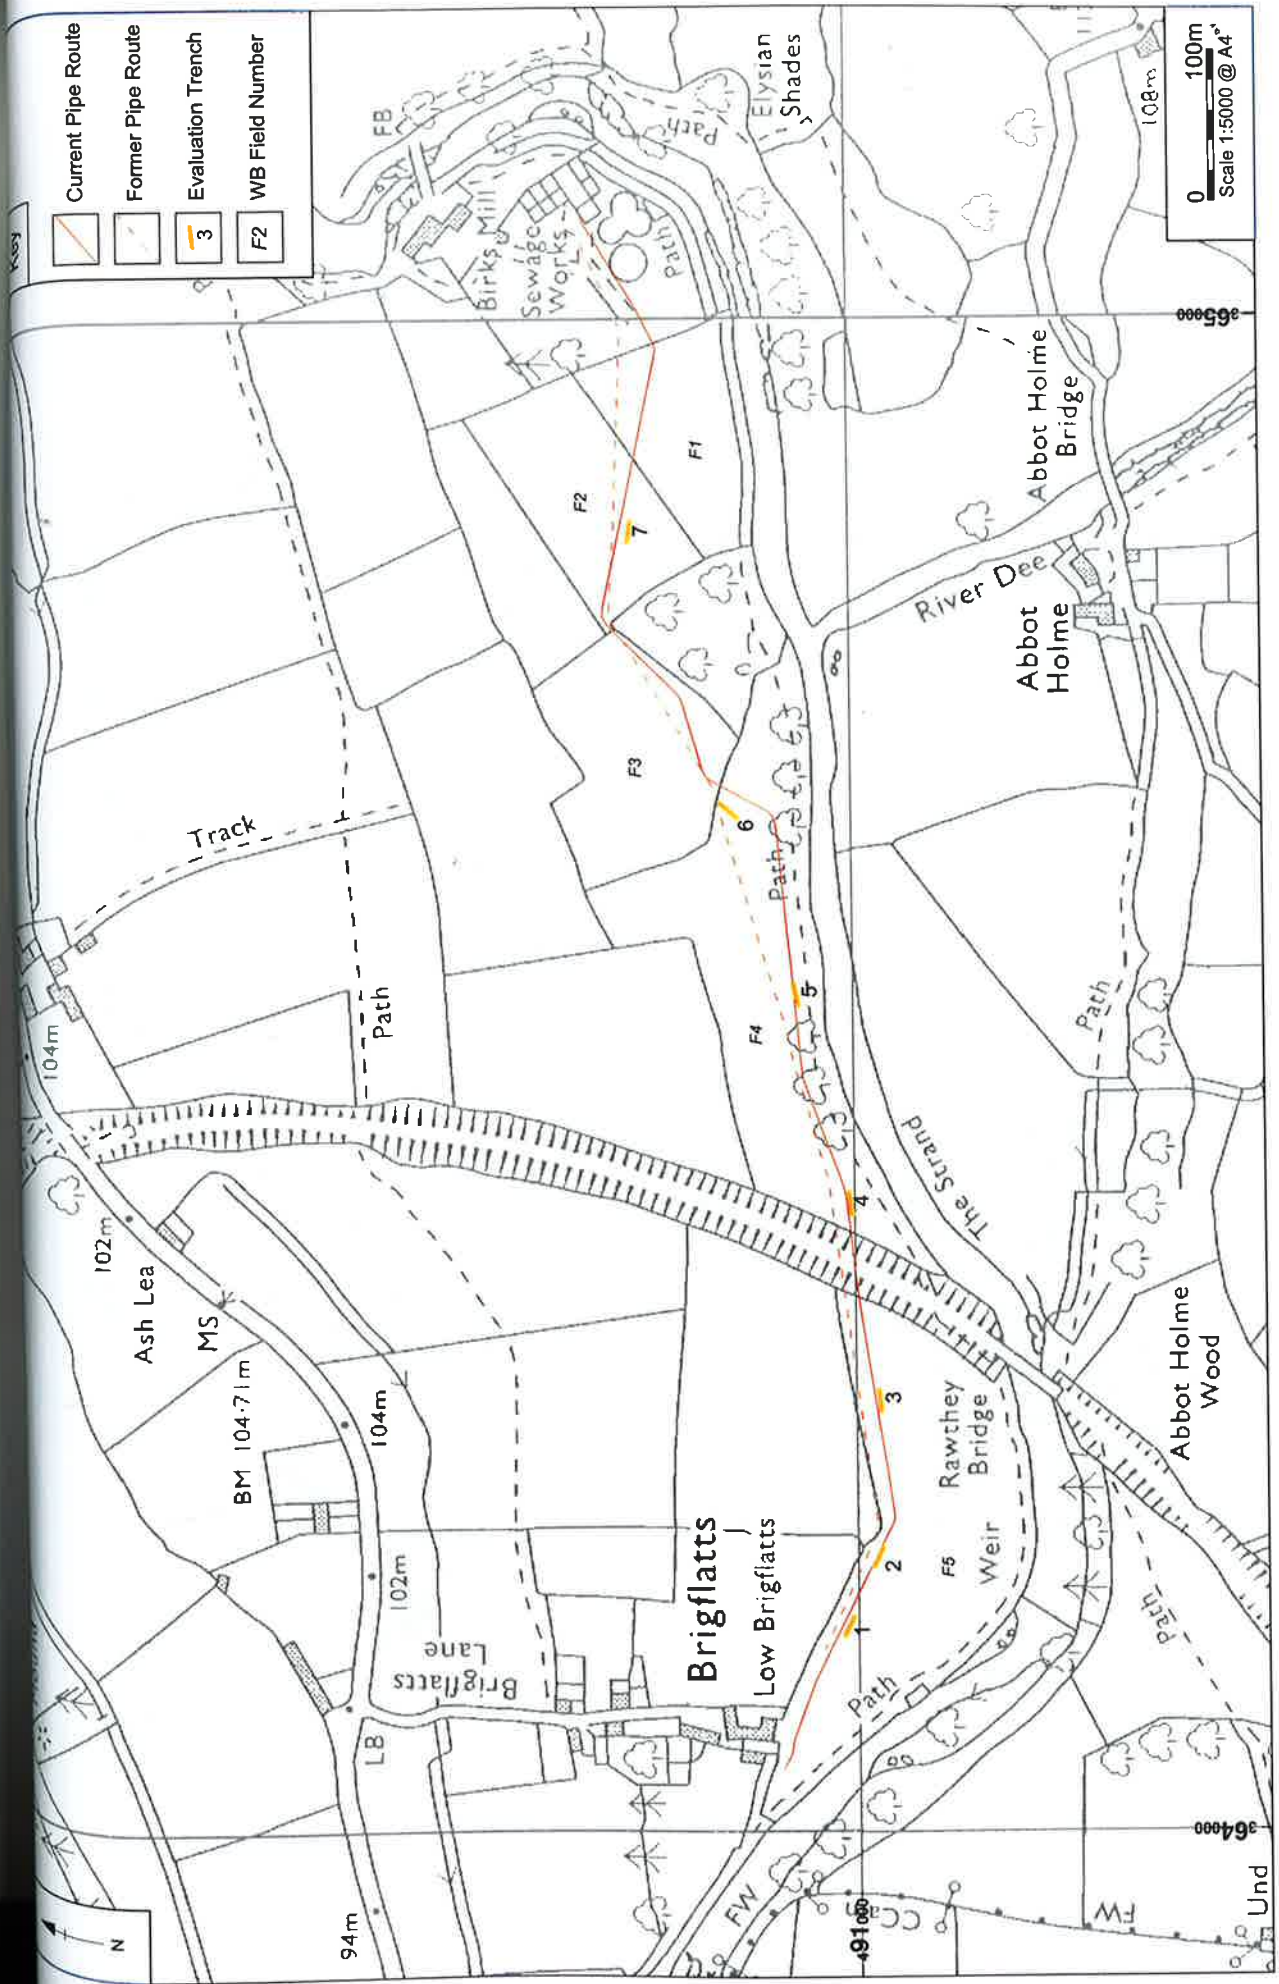 Key
Current Pipe Route
Former Pipe Route
3
Evaluation Trench
F2
WB Field Number
N
94m
LB
Brigflatts
Lane
102m
BM 104·71m
104m
MS
Ash Lea
102m
104m
Track
Path
FB
Birks Mill
Sewage
Works
Path
Path
Elysian
Shades
F1
F2
7
F3
6
Path
5
F4
4
3
2
1
F5
Brigflatts
Low Brigflatts
Rawthey
Bridge
Weir
Path
The Strand
River Dee
Abbot
Holme
Abbot Holme
Bridge
Path
Abbot Holme
Wood
Path
FW
FW
Und
108m
364000
365000
491000
0 100m
Scale 1:5000 @ A4